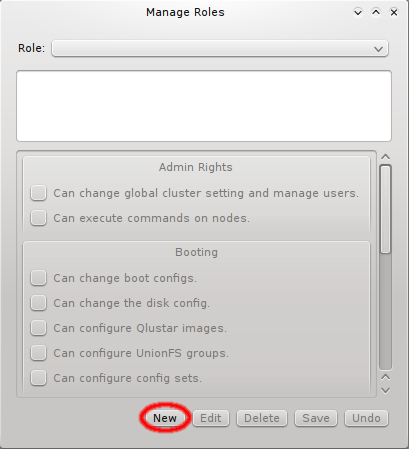 Manage Roles
Role:
Admin Rights
Can change global cluster setting and manage users.
Can execute commands on nodes.
Booting
Can change boot configs.
Can change the disk config.
Can configure Qlustar images.
Can configure UnionFS groups.
Can configure config sets.
New Edit Delete Save Undo